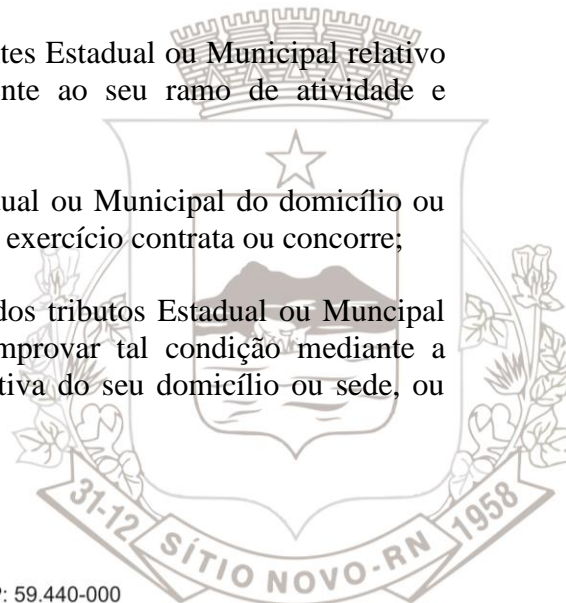 tes Estadual ou Municipal relativo
nte ao seu ramo de atividade e
dual ou Municipal do domicílio ou
exercício contrata ou concorre;
dos tributos Estadual ou Muncipal
mprovar tal condição mediante a
tiva do seu domicílio ou sede, ou
31-12 SÍTIO NOVO-RN 1958
P: 59.440-000